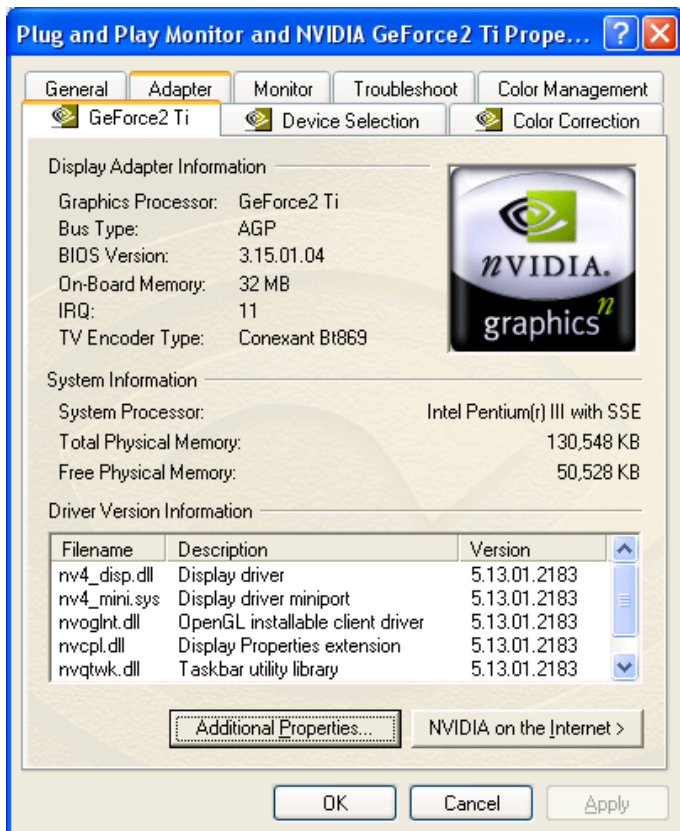 Plug and Play Monitor and NVIDIA GeForce2 Ti Prope... ?
General Adapter Monitor Troubleshoot Color Management
GeForce2 Ti Device Selection Color Correction
Display Adapter Information
Graphics Processor: GeForce2 Ti
Bus Type: AGP
BIOS Version: 3.15.01.04
On-Board Memory: 32 MB
IRQ: 11
TV Encoder Type: Conexant Bt869
nVIDIA.
graphics n
System Information
System Processor: Intel Pentium(r) III with SSE
Total Physical Memory: 130,548 KB
Free Physical Memory: 50,528 KB
Driver Version Information
Filename Description Version
nv4_disp.dll Display driver 5.13.01.2183
nv4_mini.sys Display driver miniport 5.13.01.2183
nvoglnt.dll OpenGL installable client driver 5.13.01.2183
nvcpl.dll Display Properties extension 5.13.01.2183
nvqtwk.dll Taskbar utility library 5.13.01.2183
Additional Properties... NVIDIA on the Internet >
OK Cancel Apply